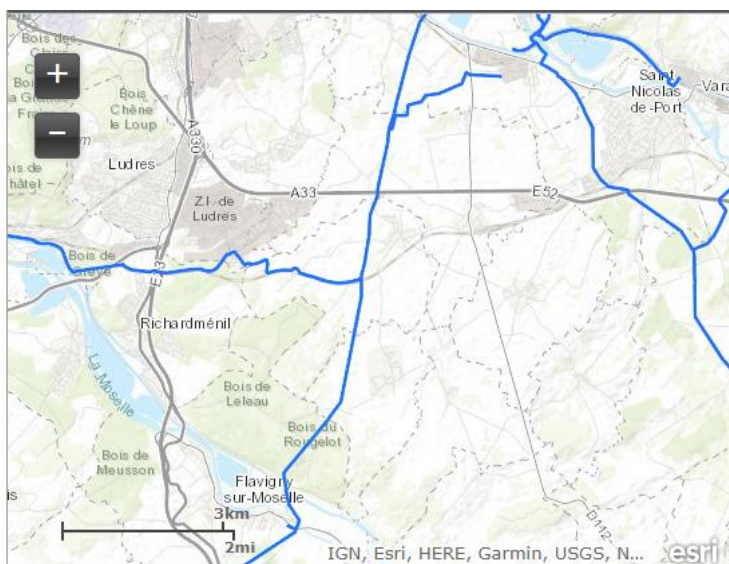 Bois des
Bois
Chêne
le Loup
Ludres
A330
Z.I. de
Ludres
A33
E52
Saint
Nicolas
-de-Port
Vara
Bois de
E23
Richardménil
La Moselle
Bois de
Leleau
Bois du
Rougelot
Bois de
Meusson
Flavigny
sur-Moselle
D112
+
−
3km
2mi
IGN, Esri, HERE, Garmin, USGS, N...
esri